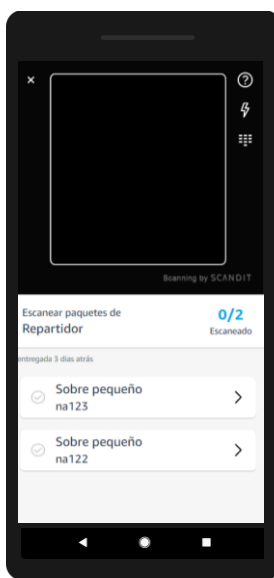 Scanning by SCANDIT
Escanear paquetes de
Repartidor
0/2
Escaneado
entregada 3 días atrás
Sobre pequeño
na123
Sobre pequeño
na122